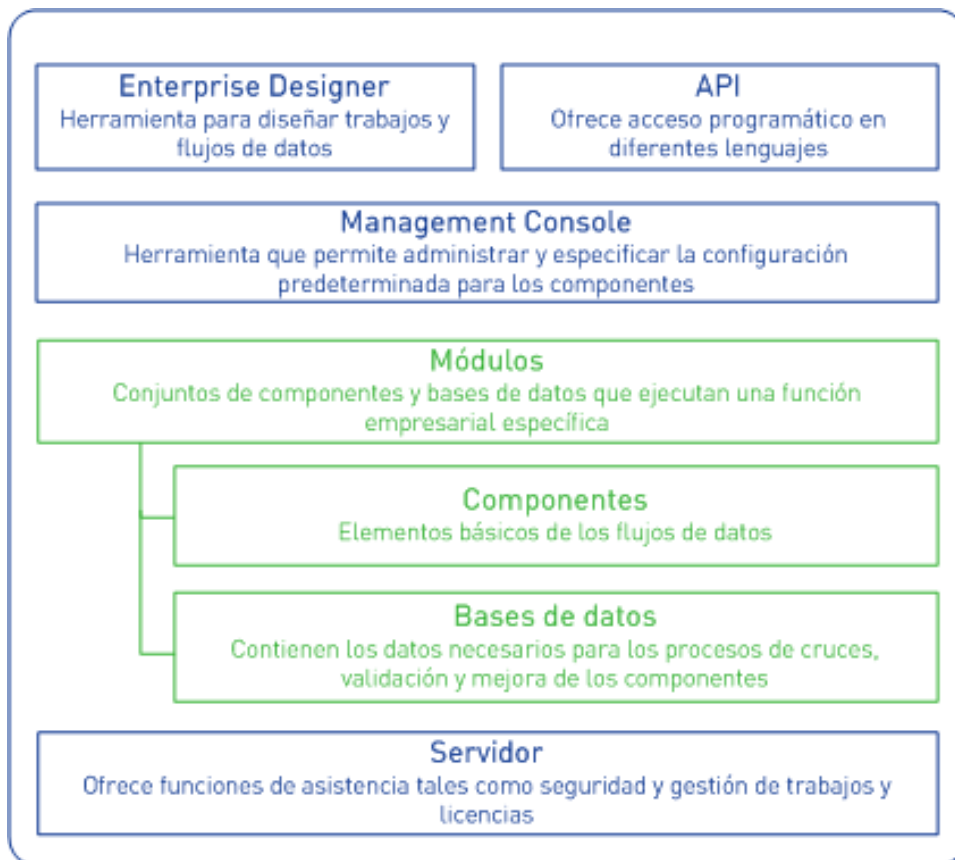 Enterprise Designer
Herramienta para diseñar trabajos y
flujos de datos
API
Ofrece acceso programático en
diferentes lenguajes
Management Console
Herramienta que permite administrar y especificar la configuración
predeterminada para los componentes
Módulos
Conjuntos de componentes y bases de datos que ejecutan una función
empresarial específica
Componentes
Elementos básicos de los flujos de datos
Bases de datos
Contienen los datos necesarios para los procesos de cruces,
validación y mejora de los componentes
Servidor
Ofrece funciones de asistencia tales como seguridad y gestión de trabajos y
licencias